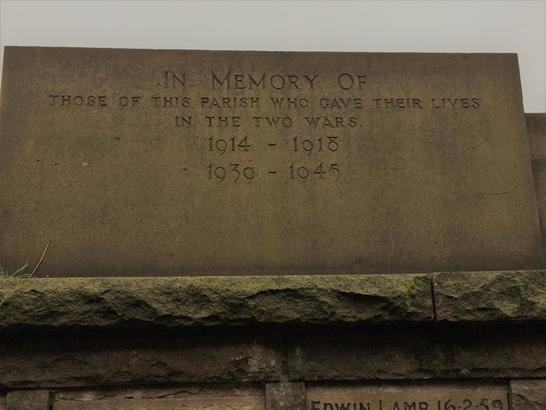 IN MEMORY OF
THOSE OF THIS PARISH WHO GAVE THEIR LIVES
IN THE TWO WARS.
1914 - 1918
1939 - 1945
EDWIN LAMB 16-2-59